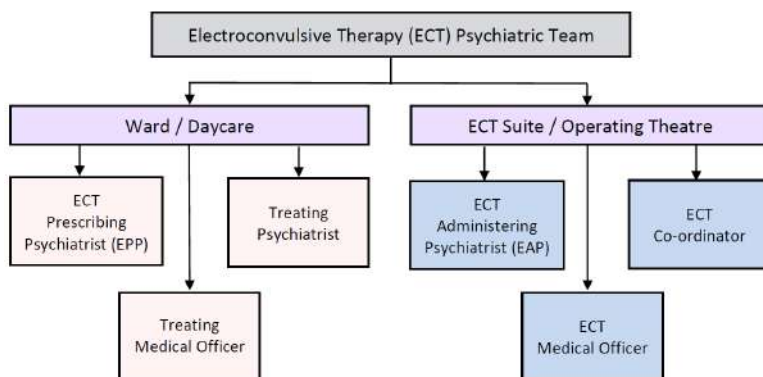 Electroconvulsive Therapy (ECT) Psychiatric Team
Ward / Daycare
ECT Suite / Operating Theatre
ECT
Prescribing
Psychiatrist (EPP)
Treating
Psychiatrist
ECT
Administering
Psychiatrist (EAP)
ECT
Co-ordinator
Treating
Medical Officer
ECT
Medical Officer